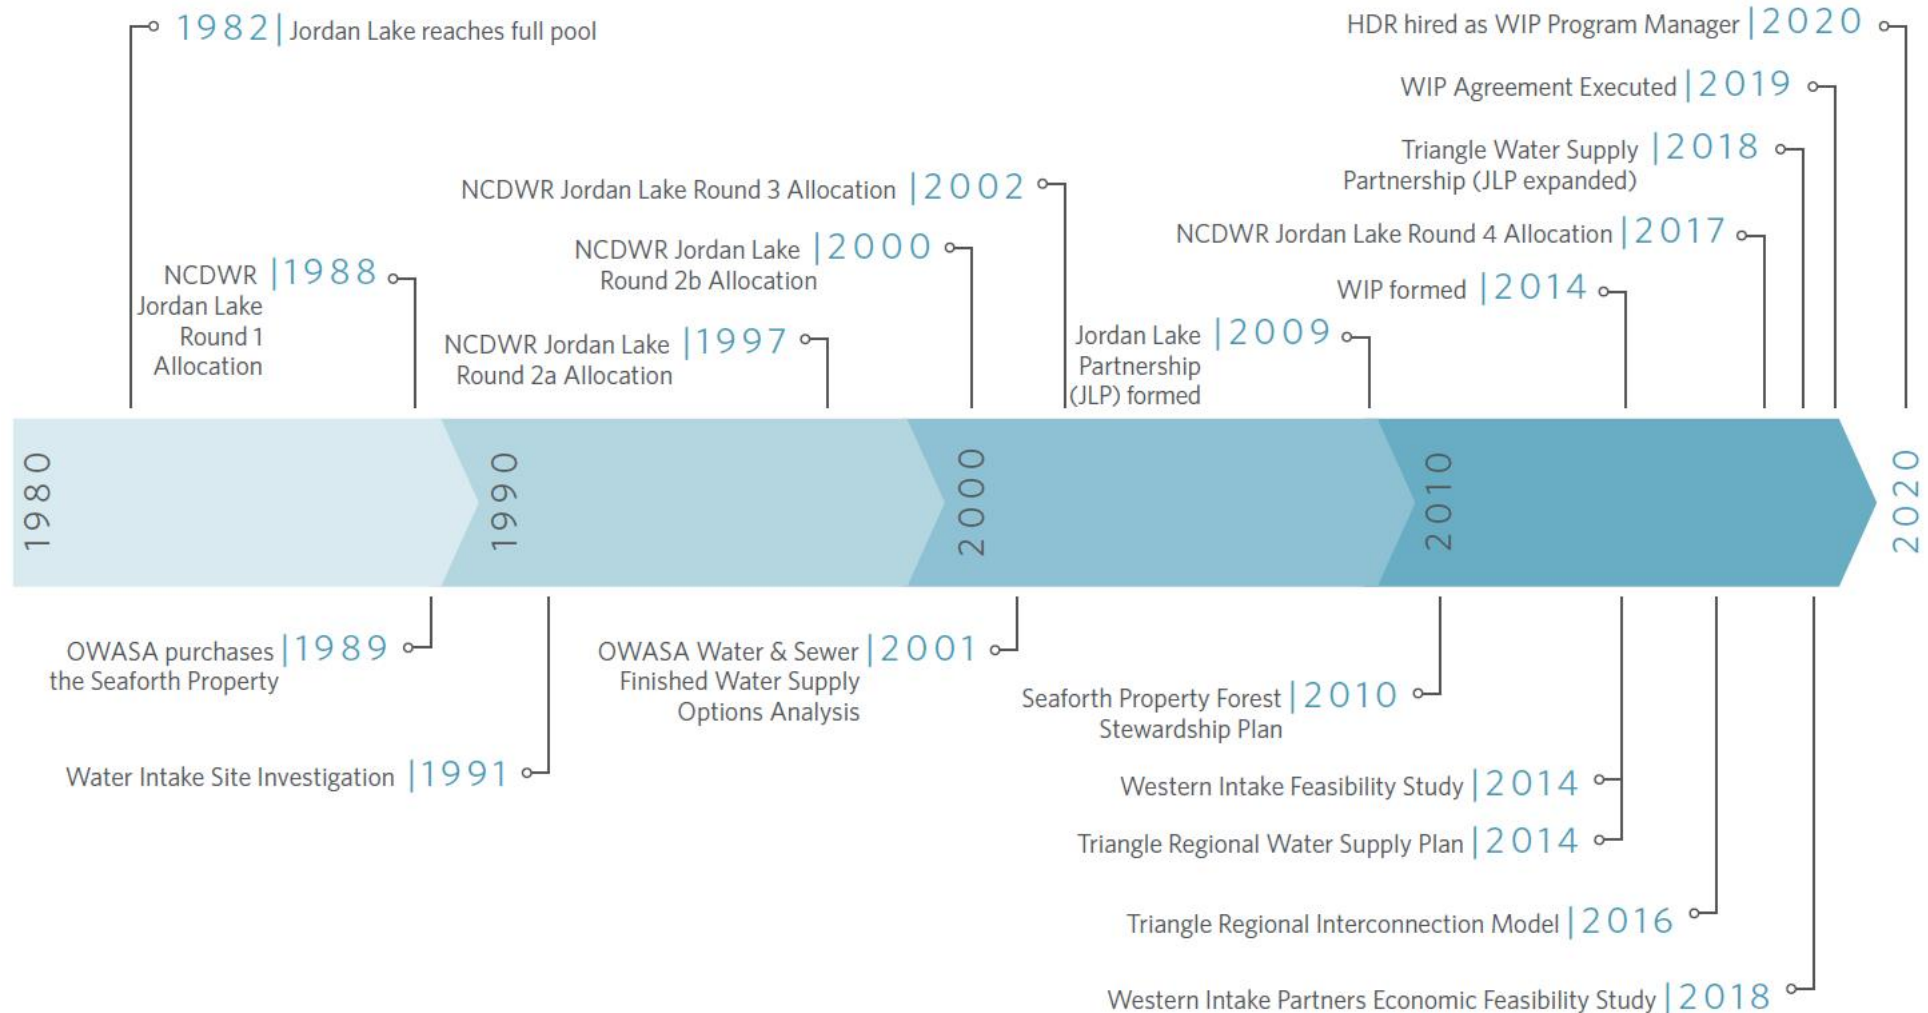 1982| Jordan Lake reaches full pool
HDR hired as WIP Program Manager |2020
WIP Agreement Executed |2019
Triangle Water Supply |2018
Partnership (JLP expanded)
NCDWR Jordan Lake Round 3 Allocation |2002
NCDWR Jordan Lake Round 4 Allocation |2017
NCDWR Jordan Lake |2000
Round 2b Allocation
NCDWR |1988
Jordan Lake
Round 1
Allocation
WIP formed |2014
NCDWR Jordan Lake |1997
Round 2a Allocation
Jordan Lake |2009
Partnership
(JLP) formed
1980
1990
2000
2010
2020
OWASA purchases |1989
the Seaforth Property
OWASA Water & Sewer |2001
Finished Water Supply
Options Analysis
Seaforth Property Forest |2010
Stewardship Plan
Water Intake Site Investigation |1991
Western Intake Feasibility Study |2014
Triangle Regional Water Supply Plan |2014
Triangle Regional Interconnection Model |2016
Western Intake Partners Economic Feasibility Study |2018